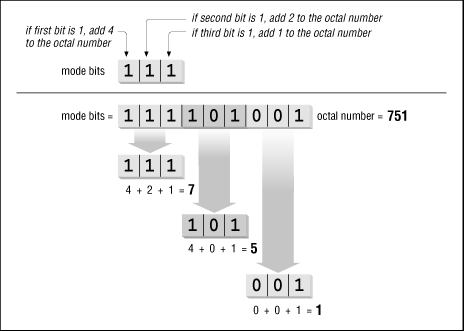 if second bit is 1, add 2 to the octal number
if first bit is 1, add 4
to the octal number
if third bit is 1, add 1 to the octal number
mode bits 1 1 1
mode bits = 1 1 1 1 0 1 0 0 1 octal number = 751
1 1 1
4 + 2 + 1 = 7
1 0 1
4 + 0 + 1 = 5
0 0 1
0 + 0 + 1 = 1